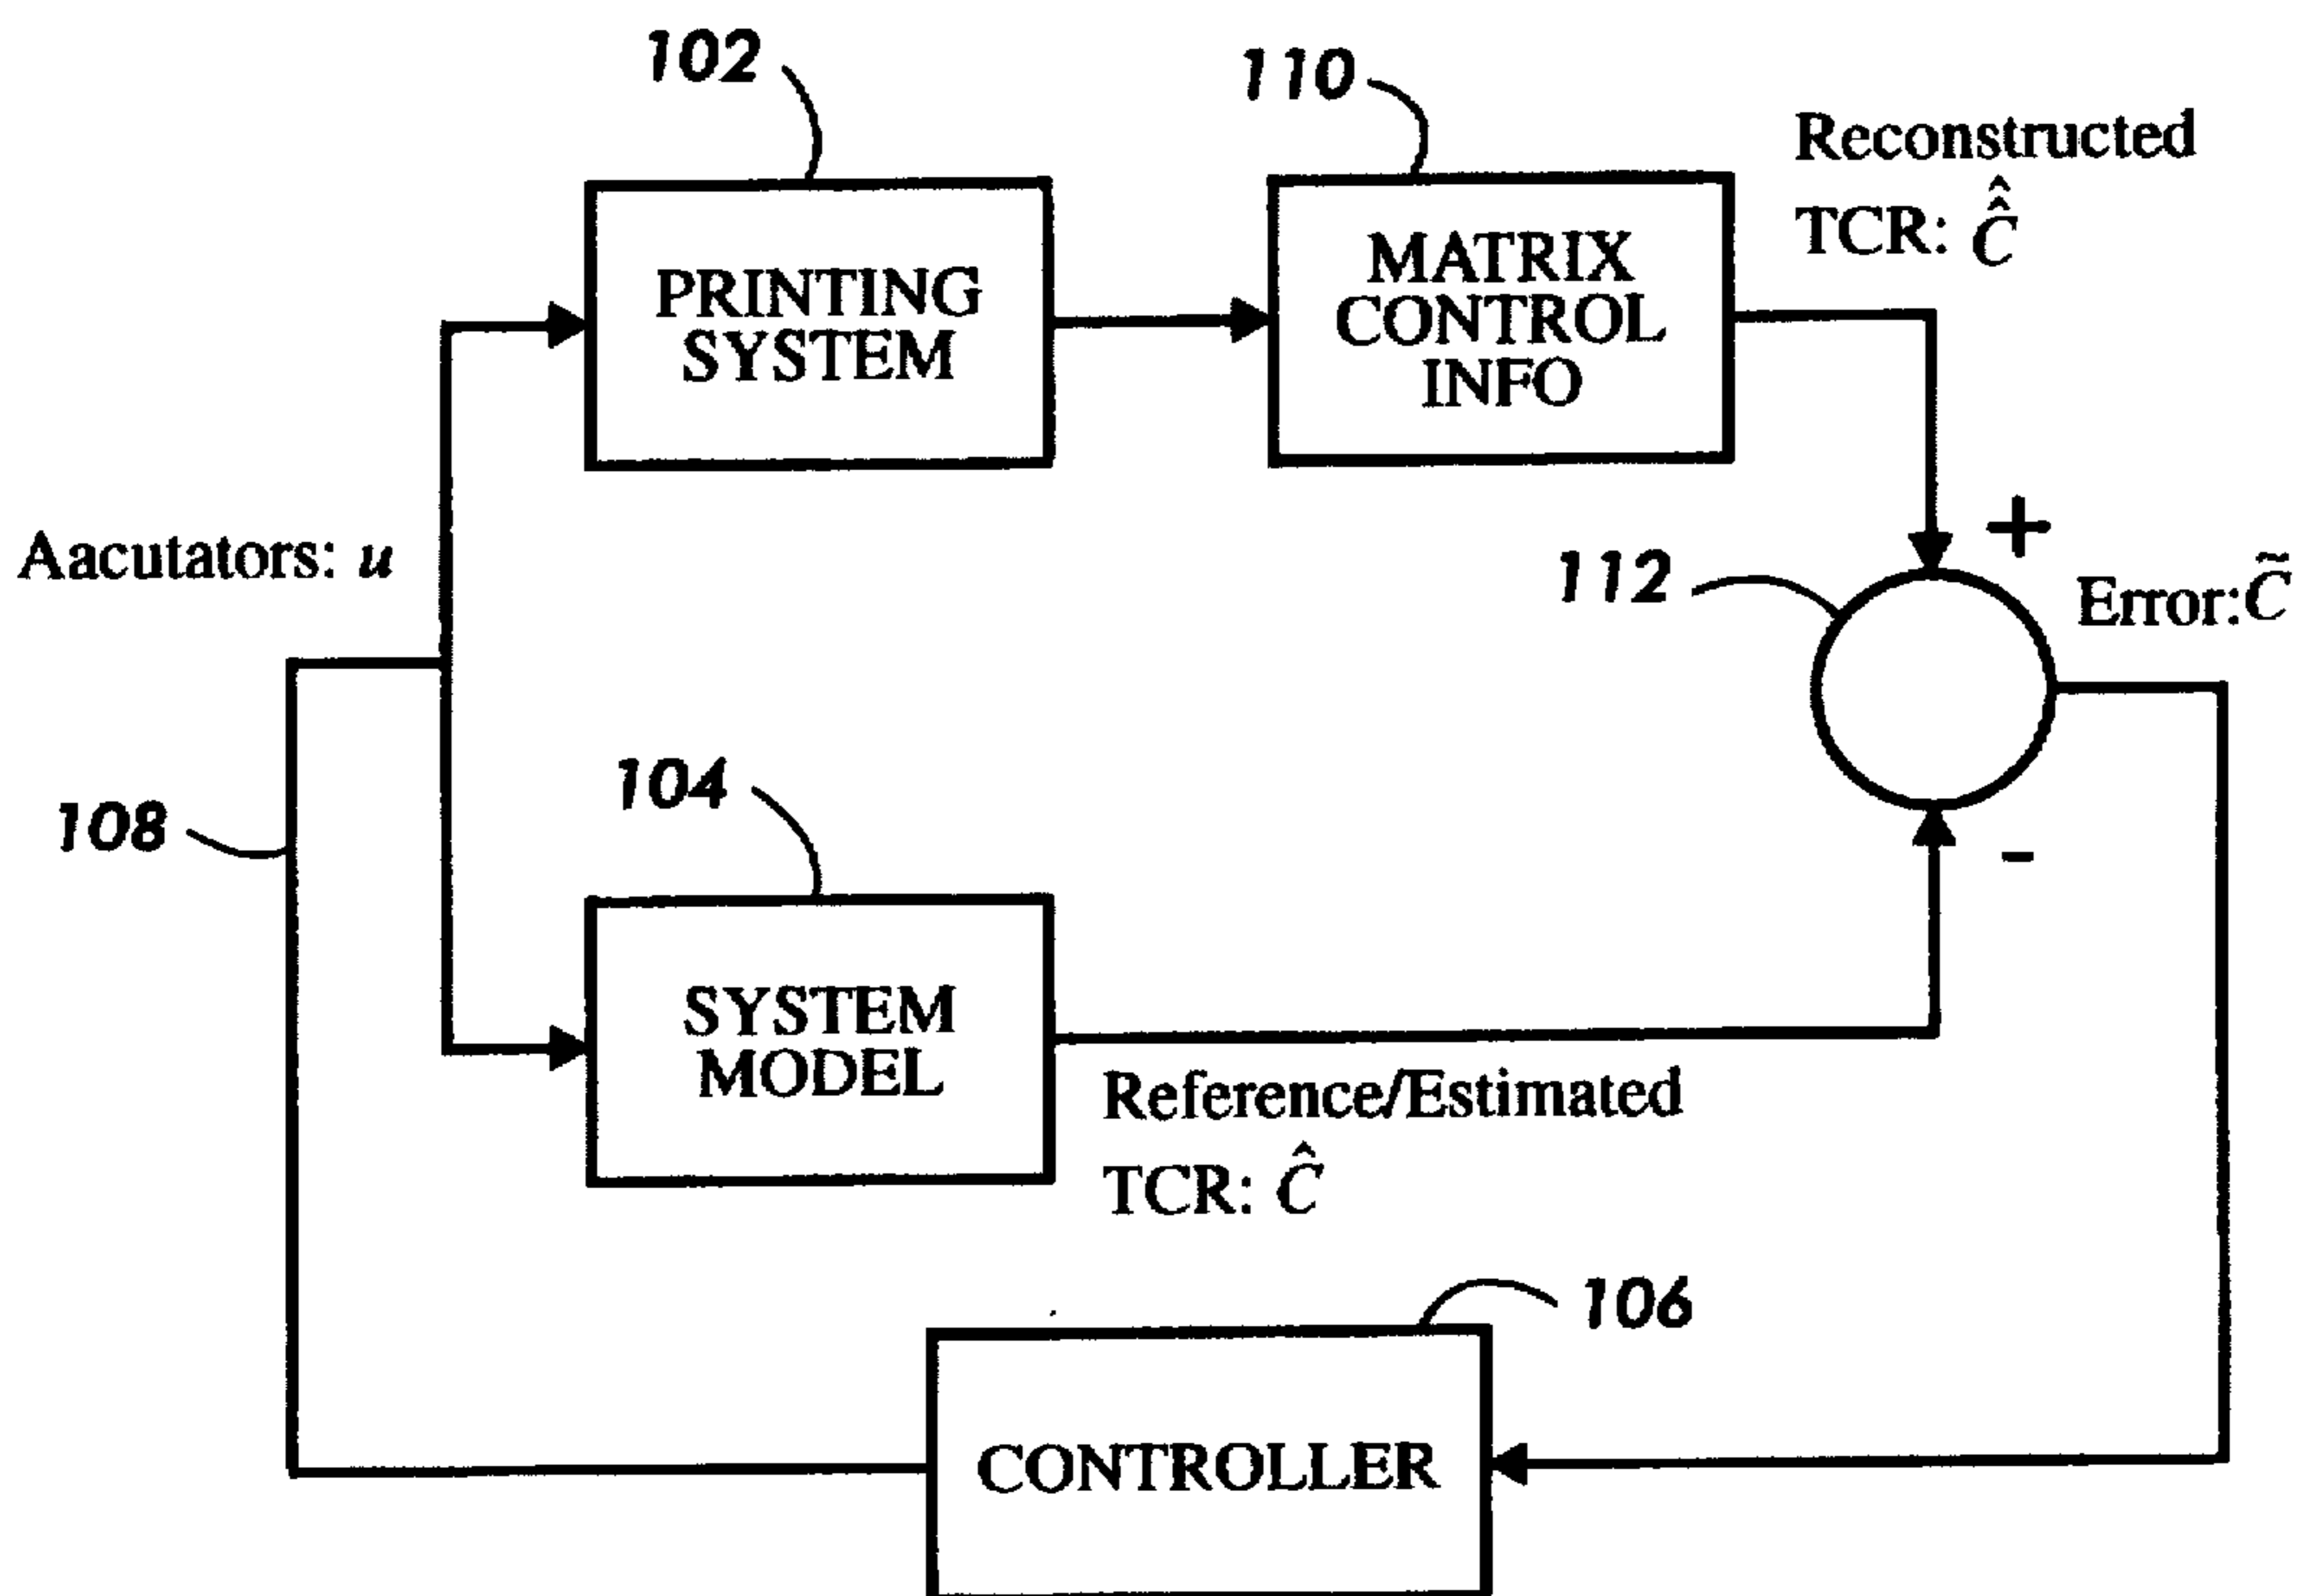 102
110
Reconstructed
TCR: Ĉ̂
PRINTING
SYSTEM
MATRIX
CONTROL
INFO
+
Aacutators: u
112
Error: C̃̃
104
108
-
SYSTEM
MODEL
Reference/Estimated
TCR: Ĉ
106
CONTROLLER